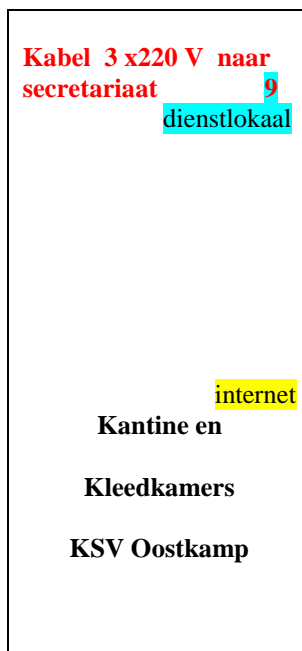 Kabel 3 x220 V naar
secretariaat 9
dienstlokaal
internet
Kantine en
Kleedkamers
KSV Oostkamp